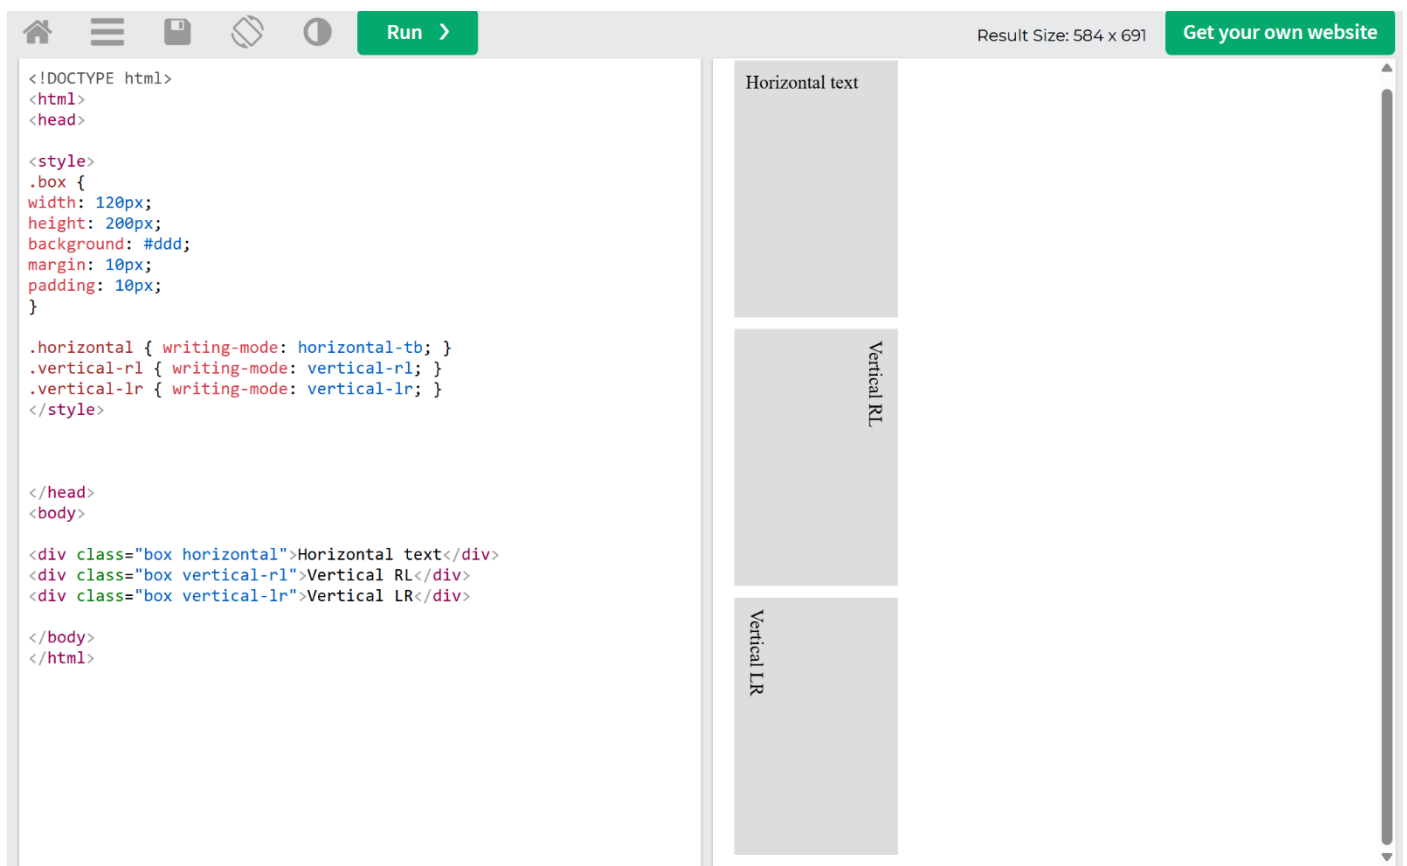 Run ❯
Result Size: 584 x 691
Get your own website
<!DOCTYPE html>
<html>
<head>
<style>
.box {
width: 120px;
height: 200px;
background: #ddd;
margin: 10px;
padding: 10px;
}
.horizontal { writing-mode: horizontal-tb; }
.vertical-rl { writing-mode: vertical-rl; }
.vertical-lr { writing-mode: vertical-lr; }
</style>
</head>
<body>
<div class="box horizontal">Horizontal text</div>
<div class="box vertical-rl">Vertical RL</div>
<div class="box vertical-lr">Vertical LR</div>
</body>
</html>
Horizontal text
Vertical RL
Vertical LR